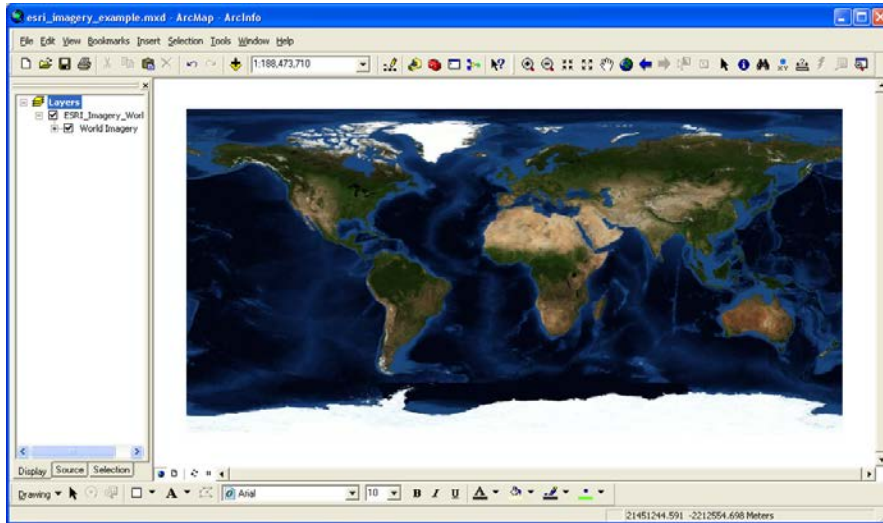 esri_imagery_example.mxd - ArcMap - ArcInfo
File Edit View Bookmarks Insert Selection Tools Window Help
1:188,473,710
Layers
ESRI_Imagery_Worl
World Imagery
Display Source Selection
Drawing A Arial 10 B I U A
21451244.591 -2212554.698 Meters